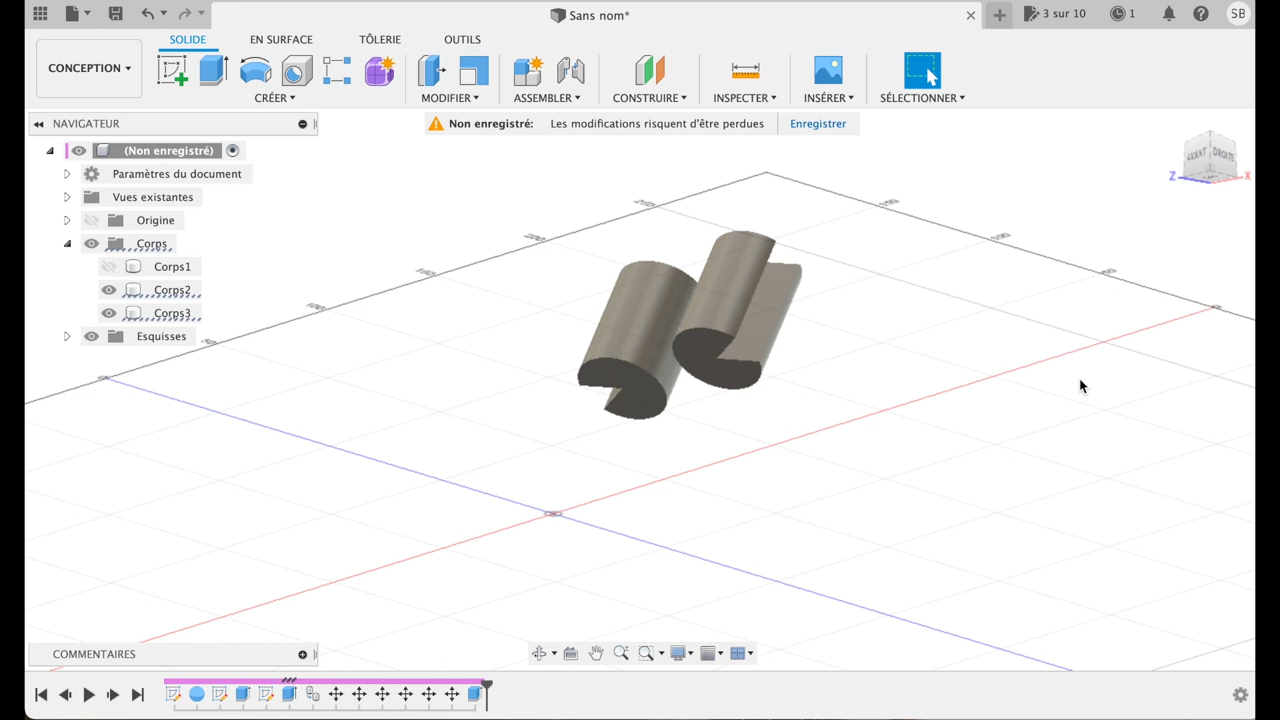 Sans nom*
3 sur 10
1
SB
CONCEPTION
SOLIDE
EN SURFACE
TÔLERIE
OUTILS
CRÉER
MODIFIER
ASSEMBLER
CONSTRUIRE
INSPECTER
INSÉRER
SÉLECTIONNER
NAVIGATEUR
Non enregistré: Les modifications risquent d'être perdues Enregistrer
(Non enregistré)
Paramètres du document
Vues existantes
Origine
Corps
Corps1
Corps2
Corps3
Esquisses
AVANT
DROITE
Z
X
COMMENTAIRES